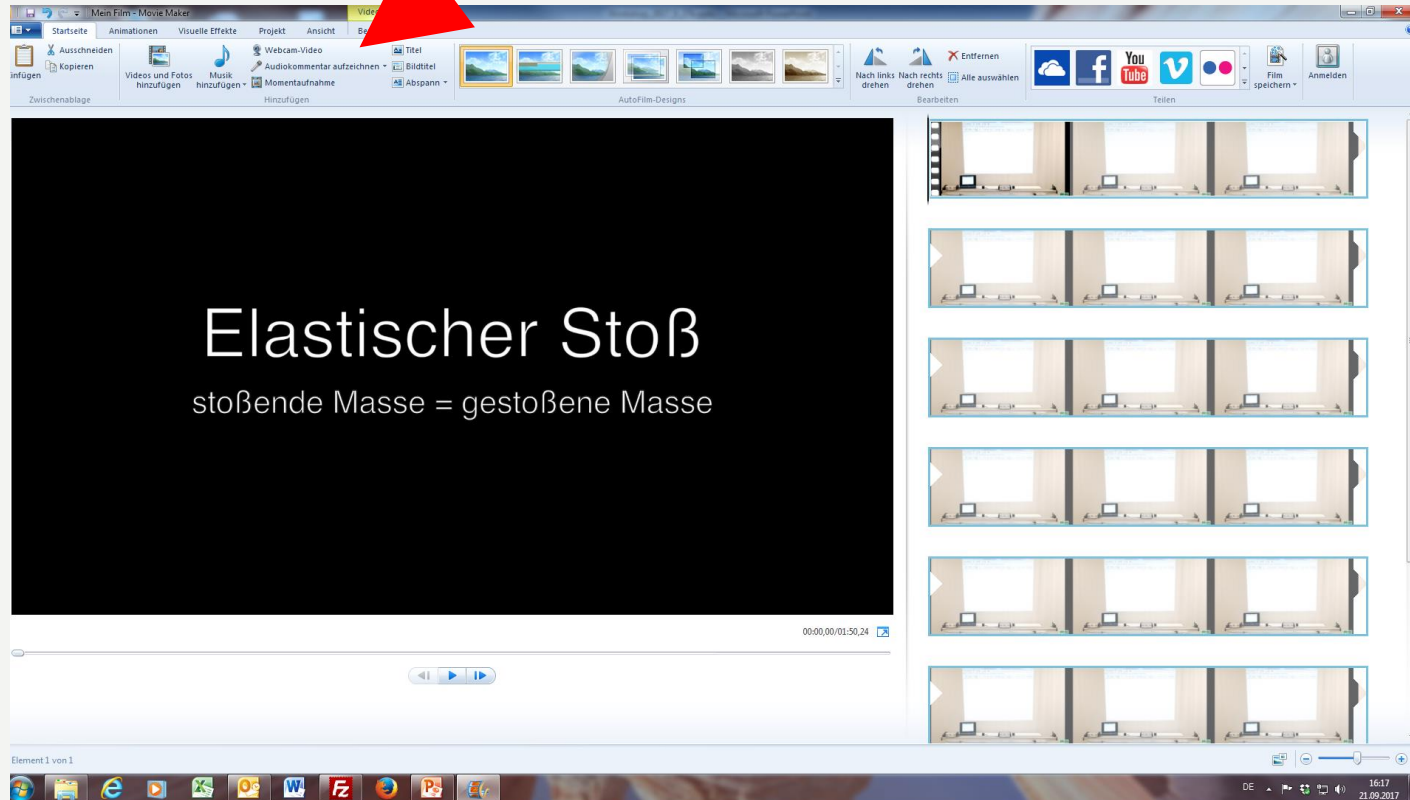 Mein Film - Movie Maker
Startseite Animationen Visuelle Effekte Projekt Ansicht
Ausschneiden
Kopieren
Videos und Fotos hinzufügen
Musik hinzufügen
Webcam-Video
Audiokommentar aufzeichnen
Momentaufnahme
Titel
Bildtitel
Abspann
Nach links drehen
Nach rechts drehen
Entfernen
Alle auswählen
You Tube
Film speichern
Anmelden
Zwischenablage
Hinzufügen
AutoFilm-Designs
Bearbeiten
Teilen
Elastischer Stoß
stoßende Masse = gestoßene Masse
00:00,00/01:50,24
Element 1 von 1
DE
16:17
21.09.2017